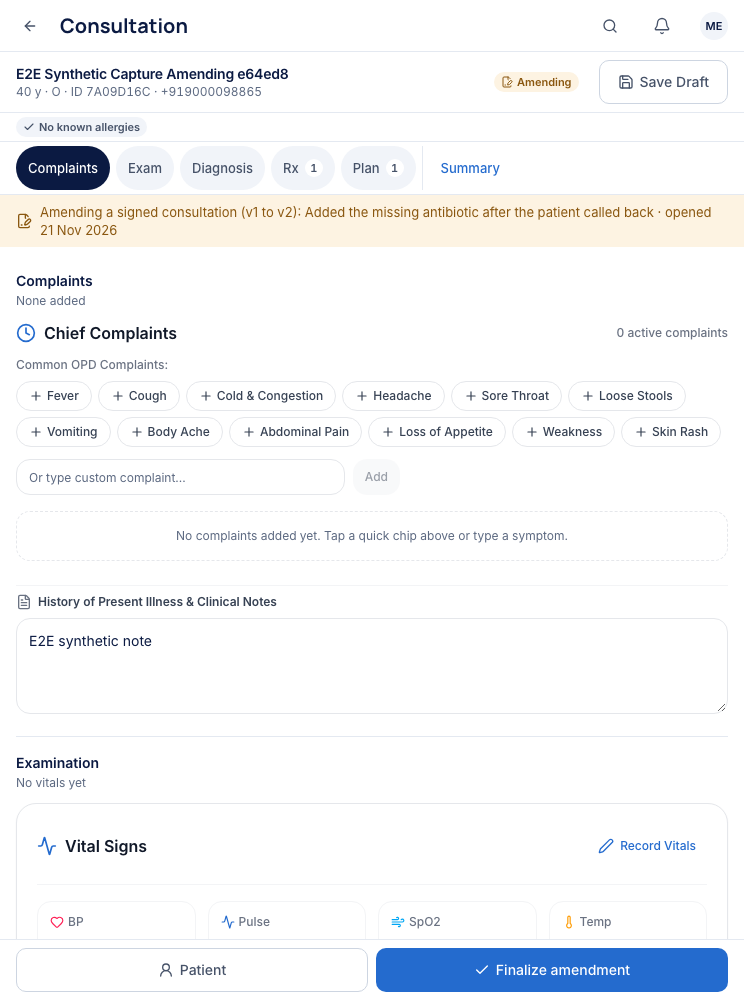 Consultation
ME
E2E Synthetic Capture Amending e64ed8
40 y · O · ID 7A09D16C · +919000098865
Amending
Save Draft
No known allergies
Complaints
Exam
Diagnosis
Rx 1
Plan 1
Summary
Amending a signed consultation (v1 to v2): Added the missing antibiotic after the patient called back · opened
21 Nov 2026
Complaints
None added
Chief Complaints
0 active complaints
Common OPD Complaints:
Fever
Cough
Cold & Congestion
Headache
Sore Throat
Loose Stools
Vomiting
Body Ache
Abdominal Pain
Loss of Appetite
Weakness
Skin Rash
Or type custom complaint...
Add
No complaints added yet. Tap a quick chip above or type a symptom.
History of Present Illness & Clinical Notes
E2E synthetic note
Examination
No vitals yet
Vital Signs
Record Vitals
BP
Pulse
SpO2
Temp
Patient
Finalize amendment